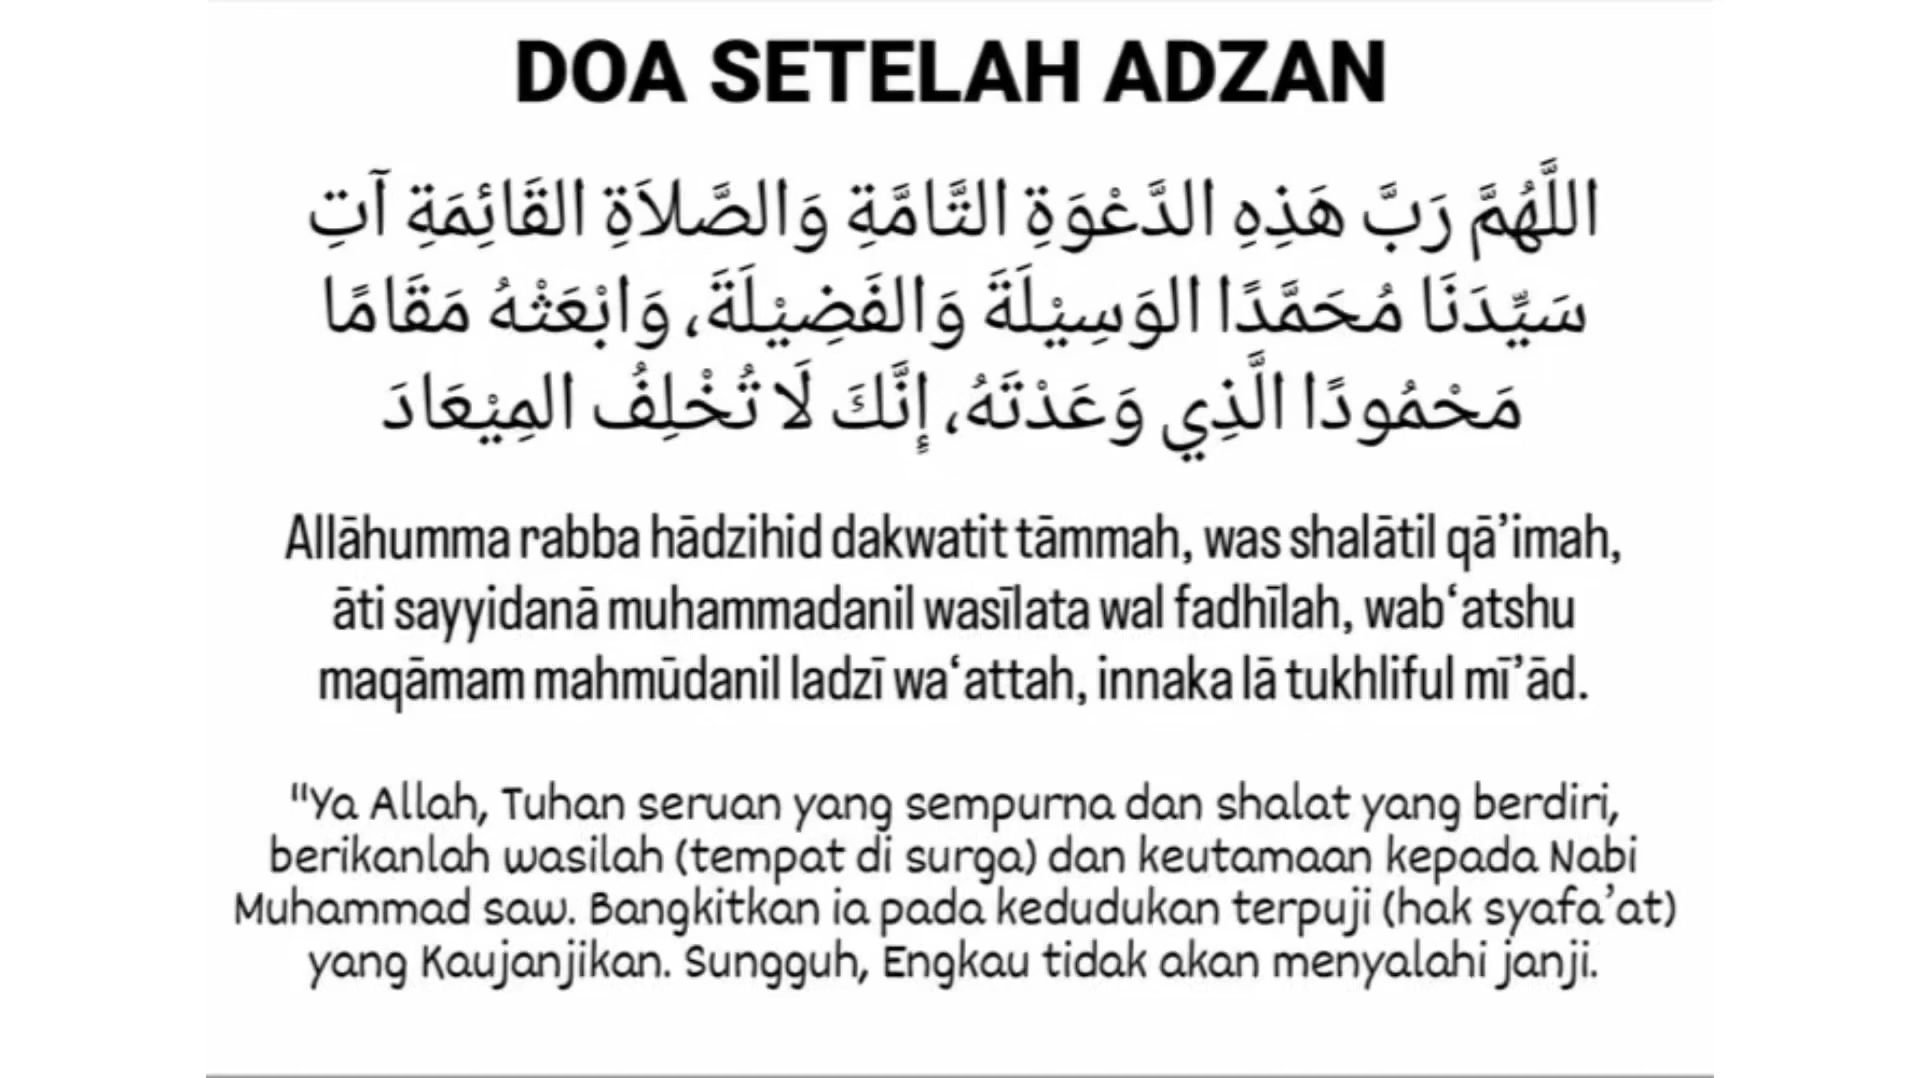 DOA SETELAH ADZAN
اللَّهُمَّ رَبَّ هَذِهِ الدَّعْوَةِ التَّامَّةِ وَالصَّلاَةِ القَائِمَةِ آتِ
سَيِّدَنَا مُحَمَّدًا الوَسِيْلَةَ وَالفَضِيْلَةَ، وَابْعَثْهُ مَقَامًا
مَحْمُودًا الَّذِي وَعَدْتَهُ، إِنَّكَ لَا تُخْلِفُ المِيْعَادَ
Allāhumma rabba hādzihid dakwatit tāmmah, was shalātil qā’imah,
āti sayyidanā muhammadanil wasīlata wal fadhīlah, wab‘atshu
maqāmam mahmūdanil ladzī wa‘attah, innaka lā tukhliful mī’ād.
"Ya Allah, Tuhan seruan yang sempurna dan shalat yang berdiri,
berikanlah wasilah (tempat di surga) dan keutamaan kepada Nabi
Muhammad saw. Bangkitkan ia pada kedudukan terpuji (hak syafa’at)
yang Kaujanjikan. Sungguh, Engkau tidak akan menyalahi janji.